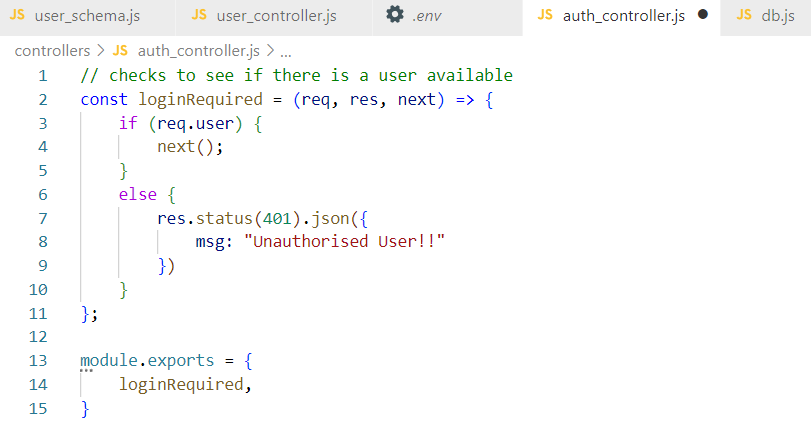 JS user_schema.js JS user_controller.js .env JS auth_controller.js ● JS db.js
controllers > JS auth_controller.js > ...
1 // checks to see if there is a user available
2 const loginRequired = (req, res, next) => {
3 if (req.user) {
4 next();
5 }
6 else {
7 res.status(401).json({
8 msg: "Unauthorised User!!"
9 })
10 }
11 };
12
13 module.exports = {
14 loginRequired,
15 }